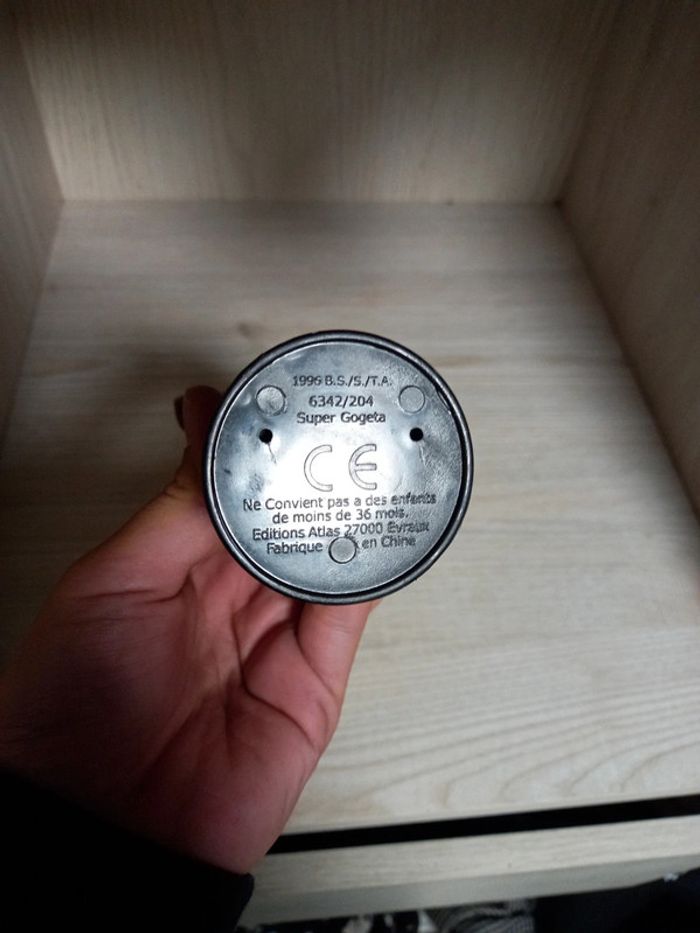 1996 B.S./S./T.A.
6342/204
Super Gogeta
CE
Ne Convient pas a des enfants
de moins de 36 mois.
Editions Atlas 27000 Evraux
Fabrique en Chine